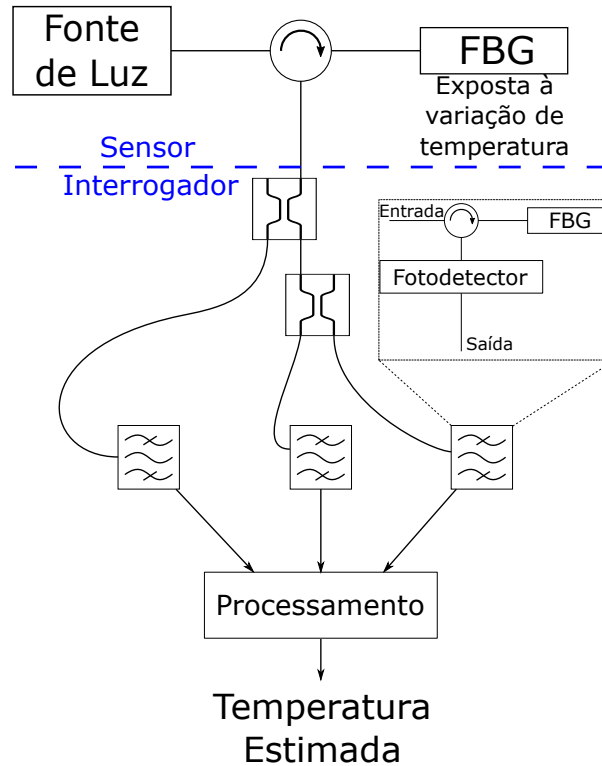 Fonte
de Luz
FBG
Exposta à
variação de
temperatura
Sensor
Interrogador
Entrada
FBG
Fotodetector
Saída
Processamento
Temperatura
Estimada